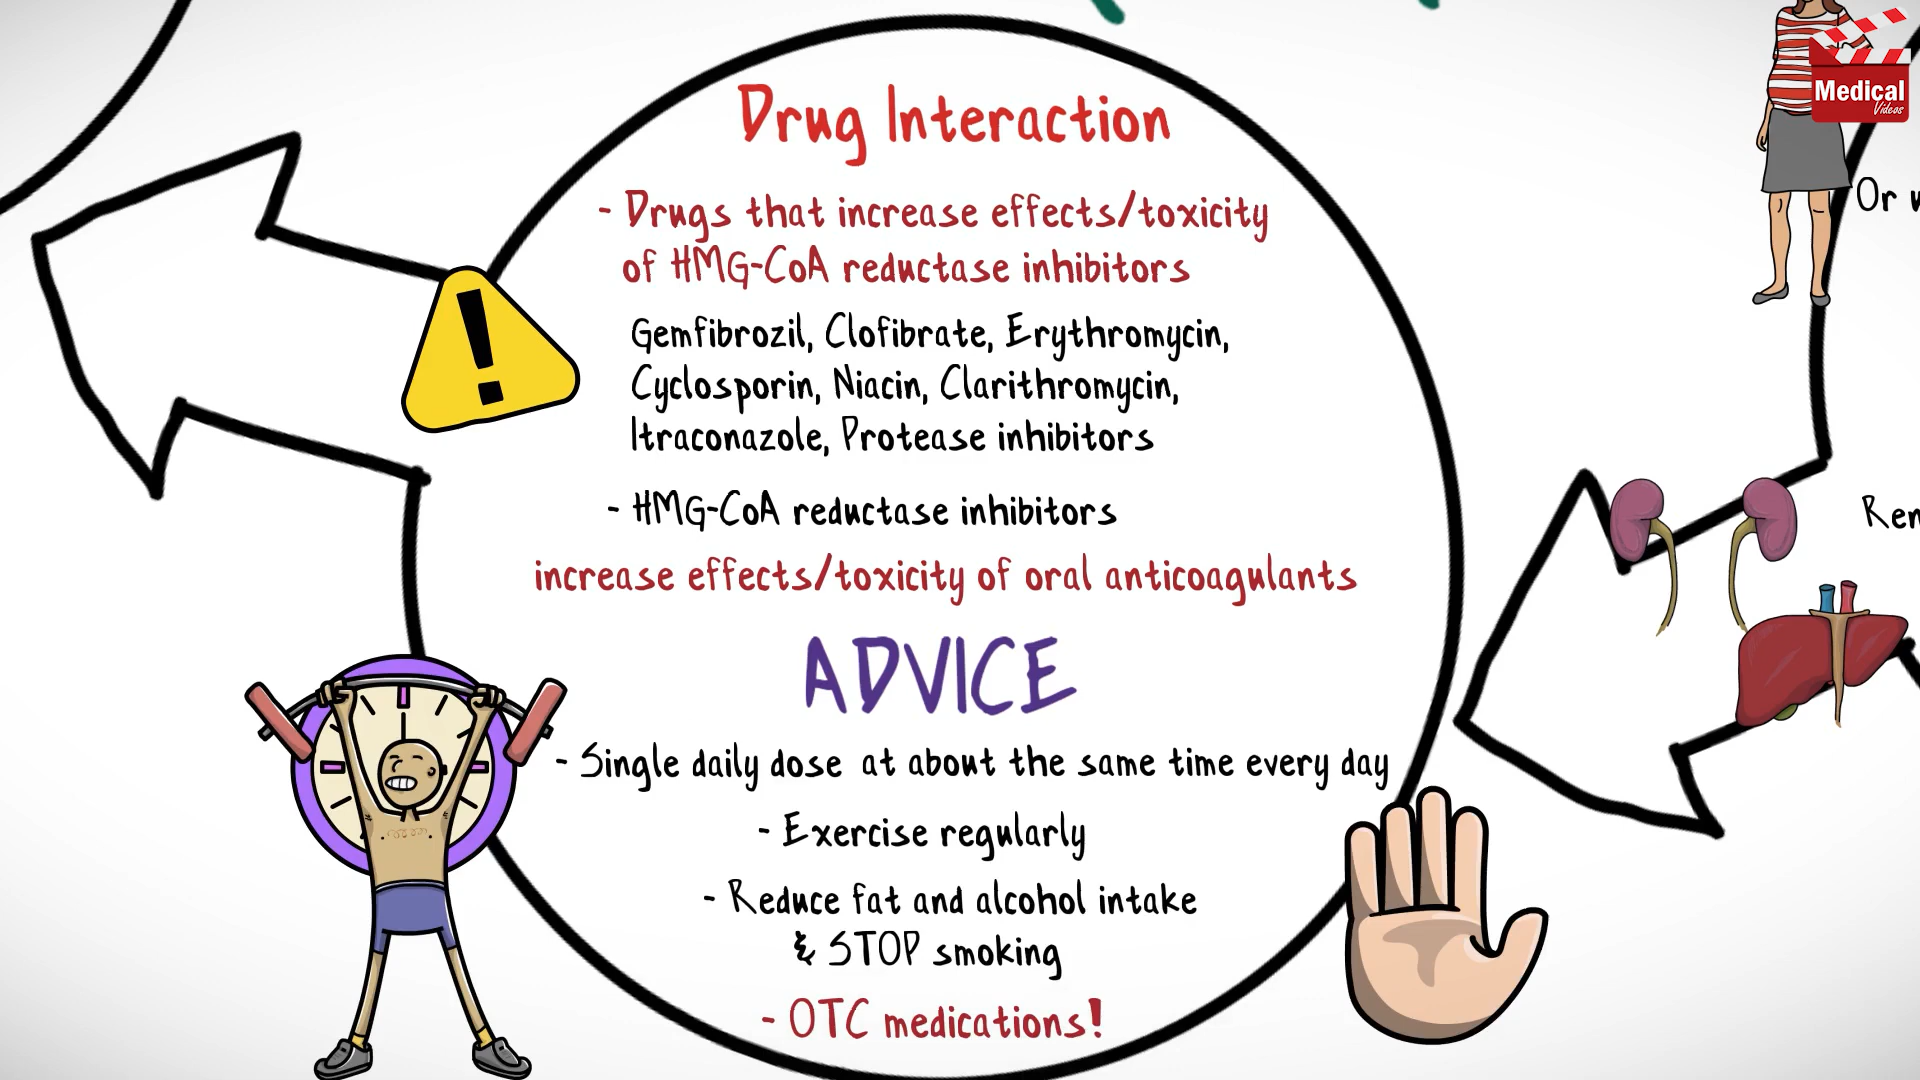 Medical
Videos
Drug Interaction
- Drugs that increase effects/toxicity
of HMG-CoA reductase inhibitors
Gemfibrozil, Clofibrate, Erythromycin,
Cyclosporin, Niacin, Clarithromycin,
Itraconazole, Protease inhibitors
- HMG-CoA reductase inhibitors
increase effects/toxicity of oral anticoagulants
ADVICE
- Single daily dose at about the same time every day
- Exercise regularly
- Reduce fat and alcohol intake
& STOP smoking
- OTC medications!
Or